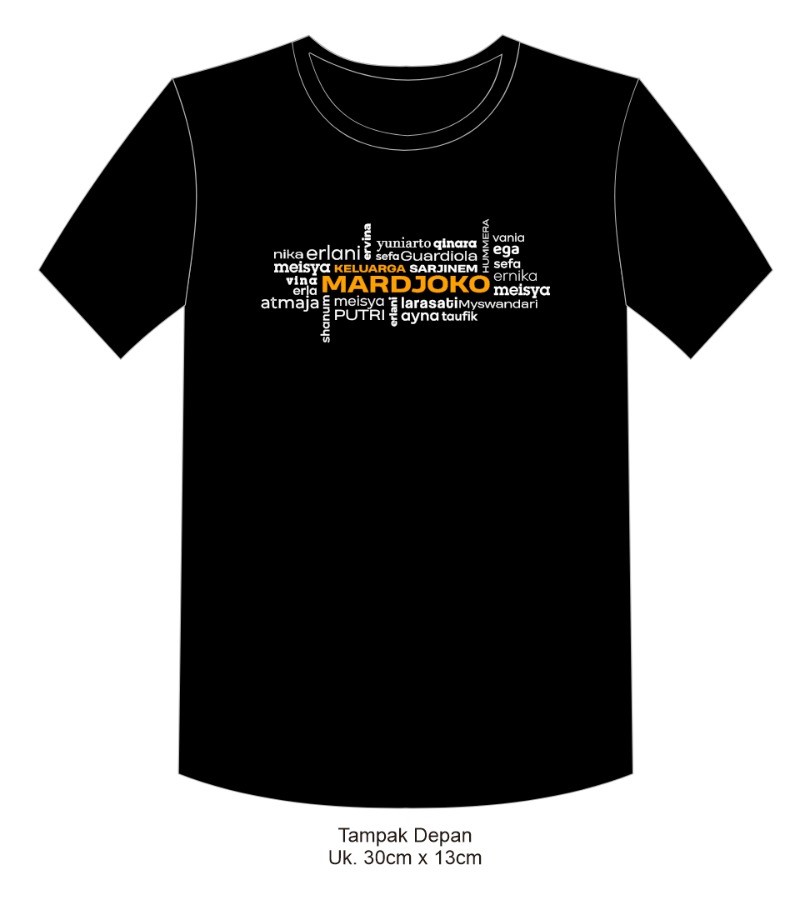 ervina
yuniarto qinara
HUMMERA
vania
nika erlani
sefa Guardiola
ega
meisya
KELUARGA SARJINEM
sefa
vina
MARDJOKO
ernika
erja
meisya
atmaja
meisya
erlani
larasati Myswandari
shanum
PUTRI
ayna taufik
Tampak Depan
Uk. 30cm x 13cm